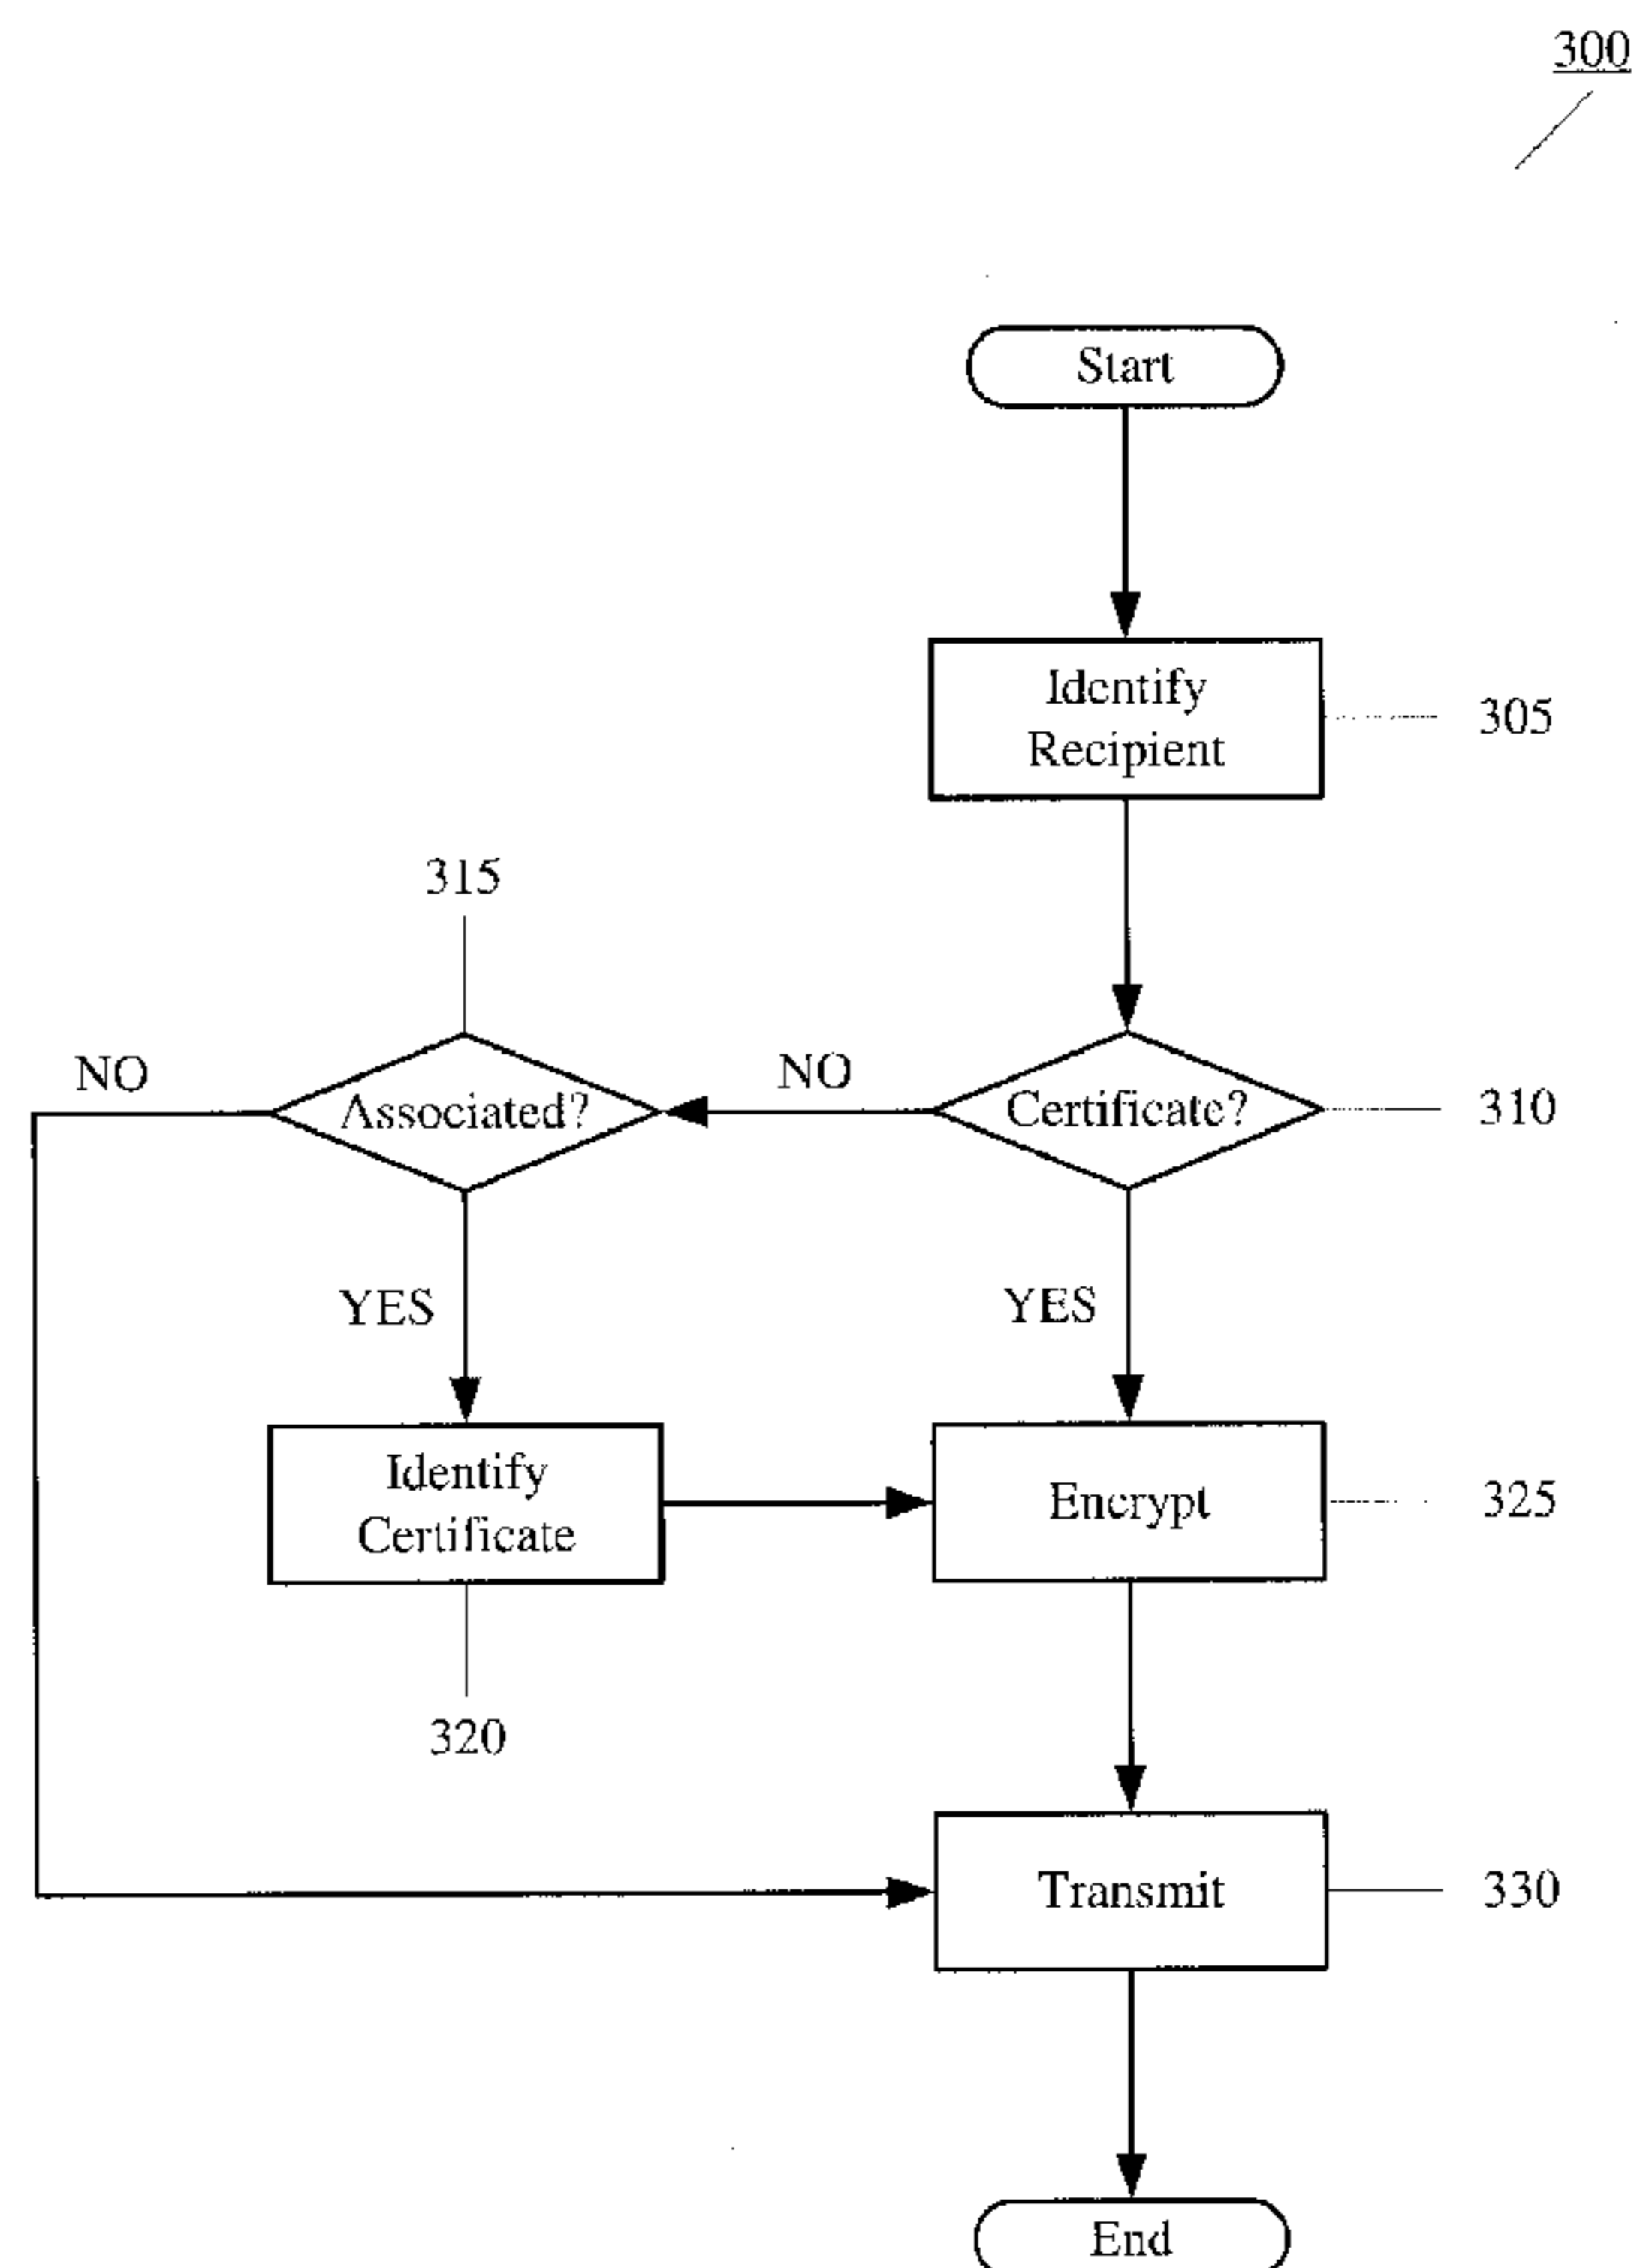 300
Start
Identify
Recipient
305
315
NO
Associated?
NO
Certificate?
310
YES
YES
Identify
Certificate
Encrypt
325
320
Transmit
330
End